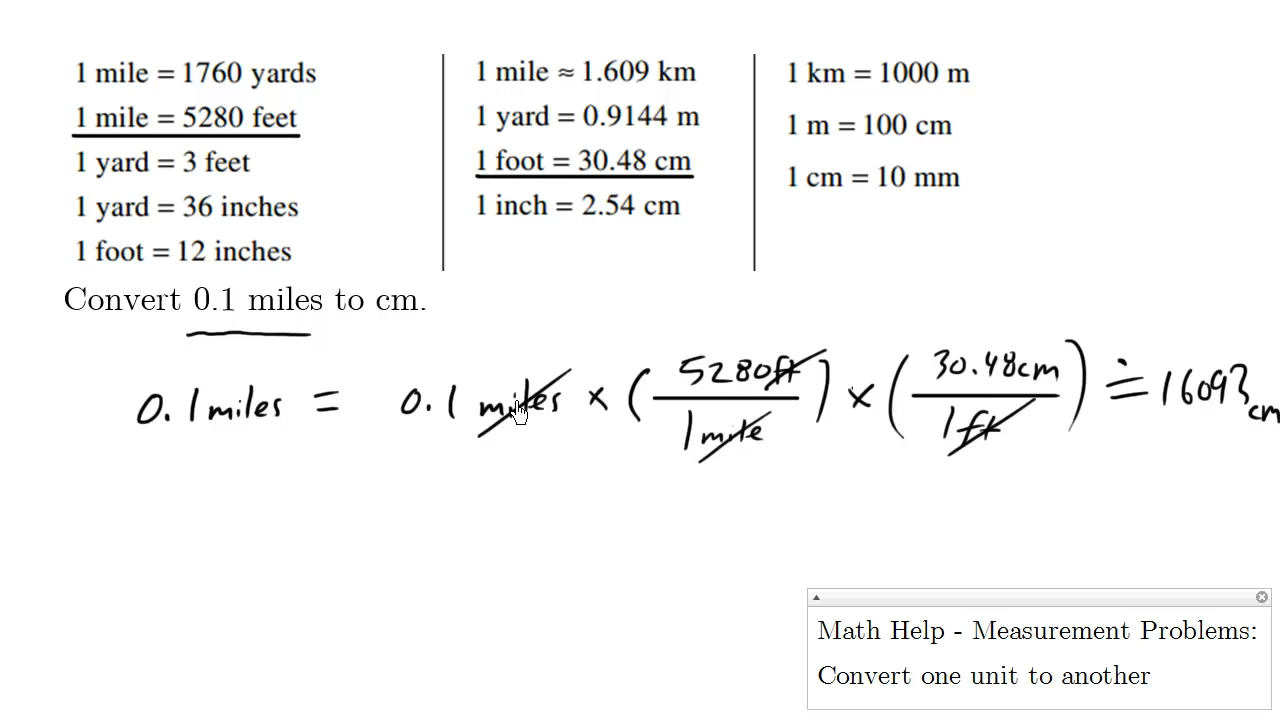 1 mile = 1760 yards
1 mile = 5280 feet
1 yard = 3 feet
1 yard = 36 inches
1 foot = 12 inches
1 mile ≈ 1.609 km
1 yard = 0.9144 m
1 foot = 30.48 cm
1 inch = 2.54 cm
1 km = 1000 m
1 m = 100 cm
1 cm = 10 mm
Convert 0.1 miles to cm.
0.1 miles = 0.1 miles × (5280ft / 1 mile) × (30.48cm / 1 ft) ≐ 16093 cm
Math Help - Measurement Problems:
Convert one unit to another